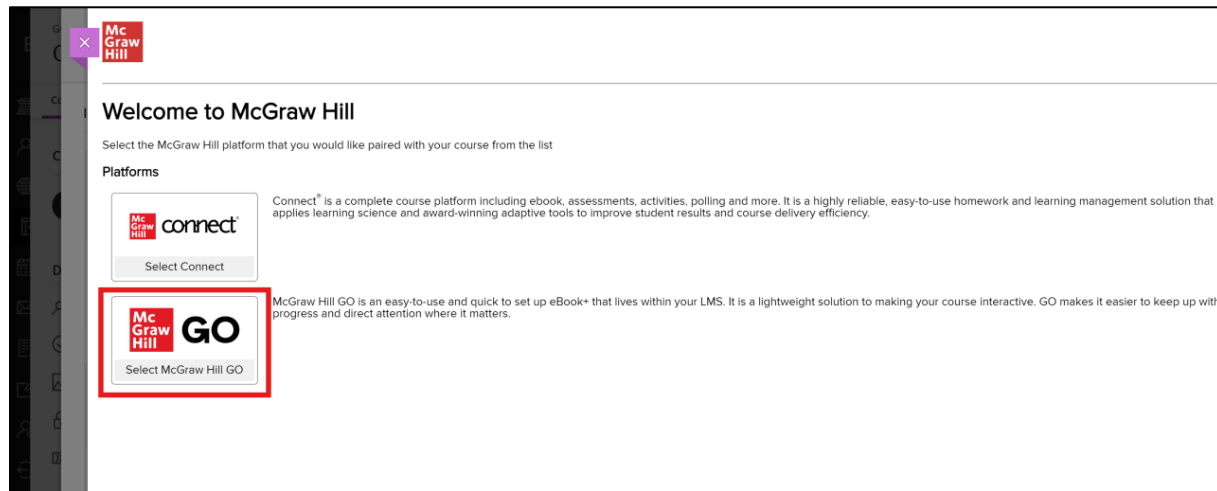 Mc
Graw
Hill
Welcome to McGraw Hill
Select the McGraw Hill platform that you would like paired with your course from the list
Platforms
Mc
Graw
Hill
connect
Select Connect
Connect® is a complete course platform including ebook, assessments, activities, polling and more. It is a highly reliable, easy-to-use homework and learning management solution that
applies learning science and award-winning adaptive tools to improve student results and course delivery efficiency.
Mc
Graw
Hill
GO
Select McGraw Hill GO
McGraw Hill GO is an easy-to-use and quick to set up eBook+ that lives within your LMS. It is a lightweight solution to making your course interactive. GO makes it easier to keep up with
progress and direct attention where it matters.